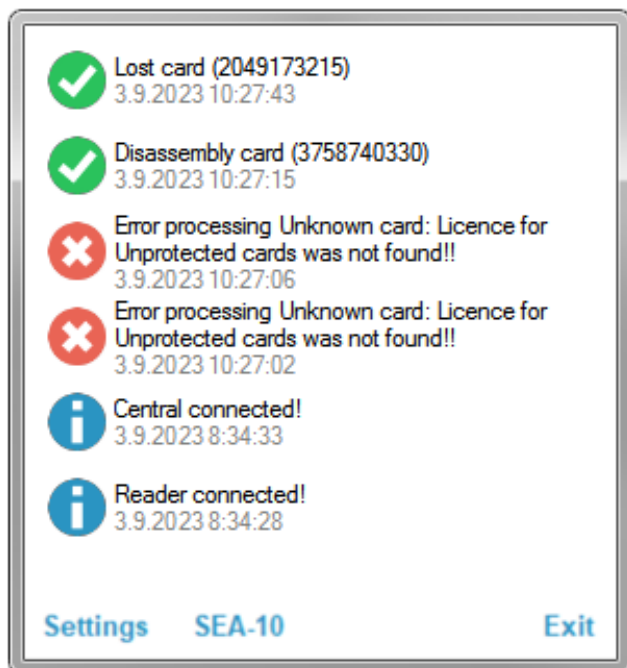 Lost card (2049173215)
3.9.2023 10:27:43
Disassembly card (3758740330)
3.9.2023 10:27:15
Error processing Unknown card: Licence for
Unprotected cards was not found!!
3.9.2023 10:27:06
Error processing Unknown card: Licence for
Unprotected cards was not found!!
3.9.2023 10:27:02
Central connected!
3.9.2023 8:34:33
Reader connected!
3.9.2023 8:34:28
Settings SEA-10 Exit